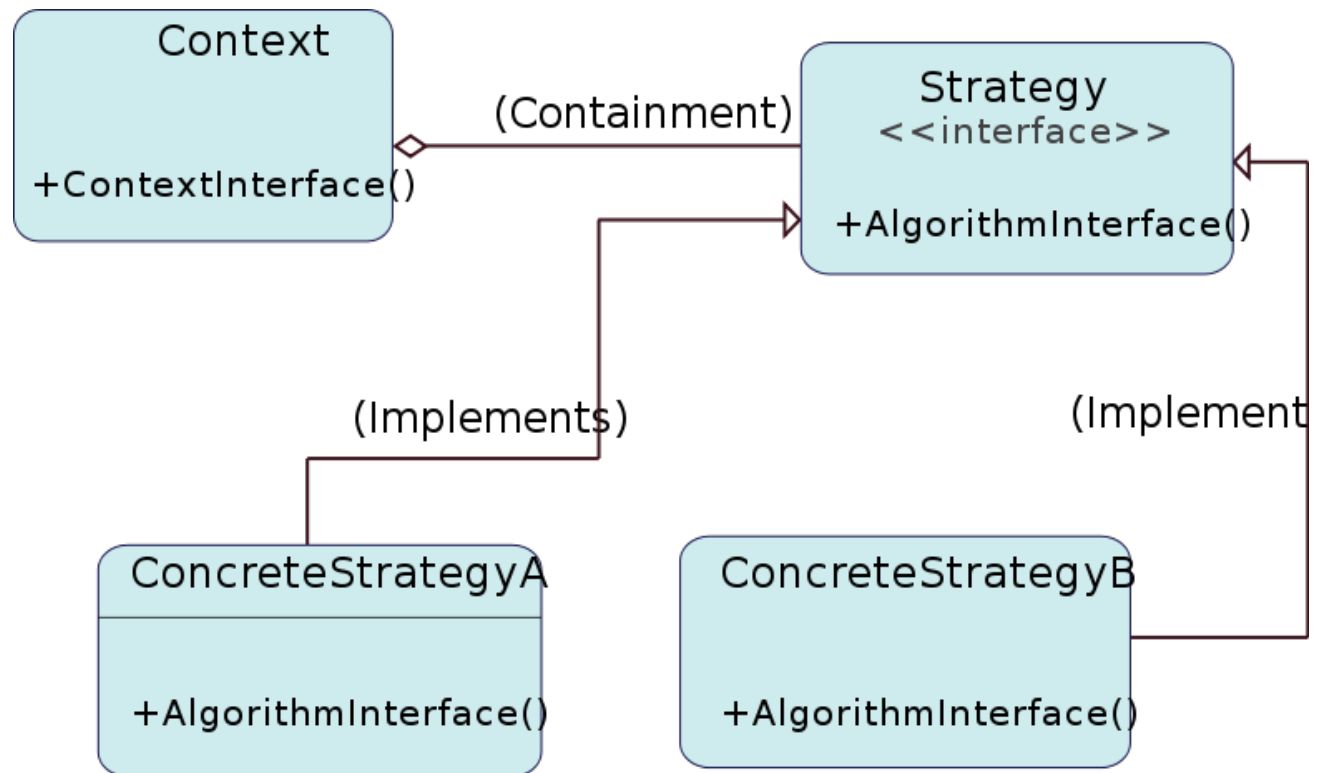 Context
+ContextInterface()
(Containment)
Strategy
<<interface>>
+AlgorithmInterface()
(Implements)
(Implement
ConcreteStrategyA
+AlgorithmInterface()
ConcreteStrategyB
+AlgorithmInterface()